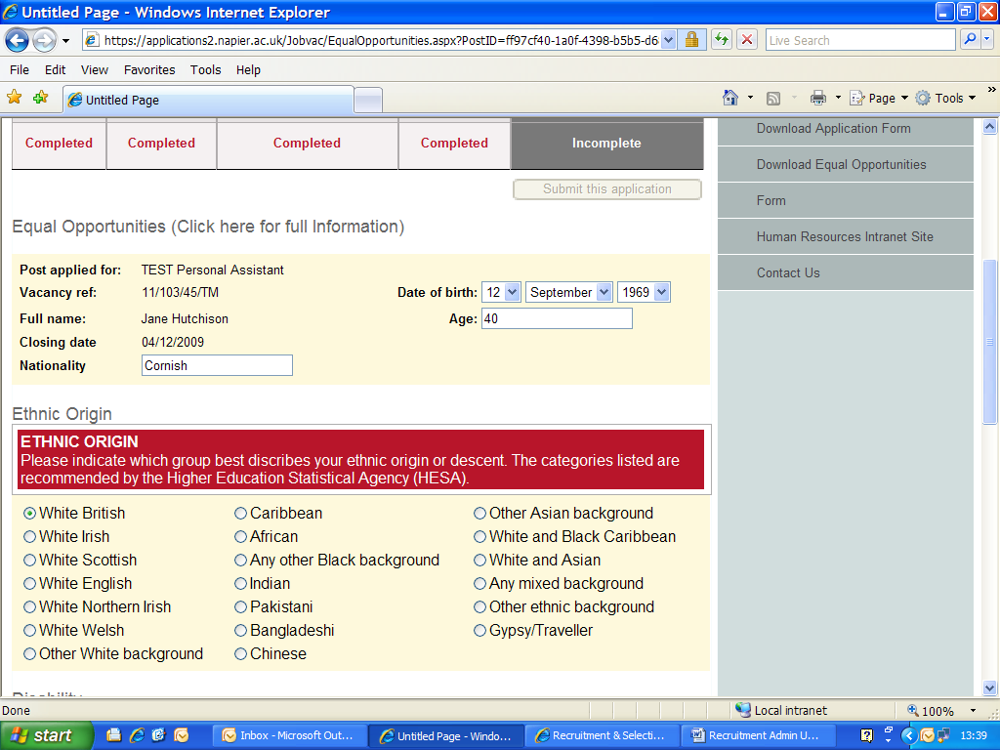 Untitled Page - Windows Internet Explorer
https://applications2.napier.ac.uk/Jobvac/EqualOpportunities.aspx?PostID=ff97cf40-1a0f-4398-b5b5-d6
Live Search
File Edit View Favorites Tools Help
Untitled Page
Page Tools »
Completed Completed Completed Completed Incomplete
Submit this application
Download Application Form
Download Equal Opportunities
Form
Human Resources Intranet Site
Contact Us
Equal Opportunities (Click here for full Information)
Post applied for: TEST Personal Assistant
Vacancy ref: 11/103/45/TM Date of birth: 12 September 1969
Full name: Jane Hutchison Age: 40
Closing date 04/12/2009
Nationality Cornish
Ethnic Origin
ETHNIC ORIGIN
Please indicate which group best discribes your ethnic origin or descent. The categories listed are
recommended by the Higher Education Statistical Agency (HESA).
White British Caribbean Other Asian background
White Irish African White and Black Caribbean
White Scottish Any other Black background White and Asian
White English Indian Any mixed background
White Northern Irish Pakistani Other ethnic background
White Welsh Bangladeshi Gypsy/Traveller
Other White background Chinese
Disability
Done Local intranet 100%
start Inbox - Microsoft Out... Untitled Page - Windo... Recruitment & Selecti... Recruitment Admin U... 13:39